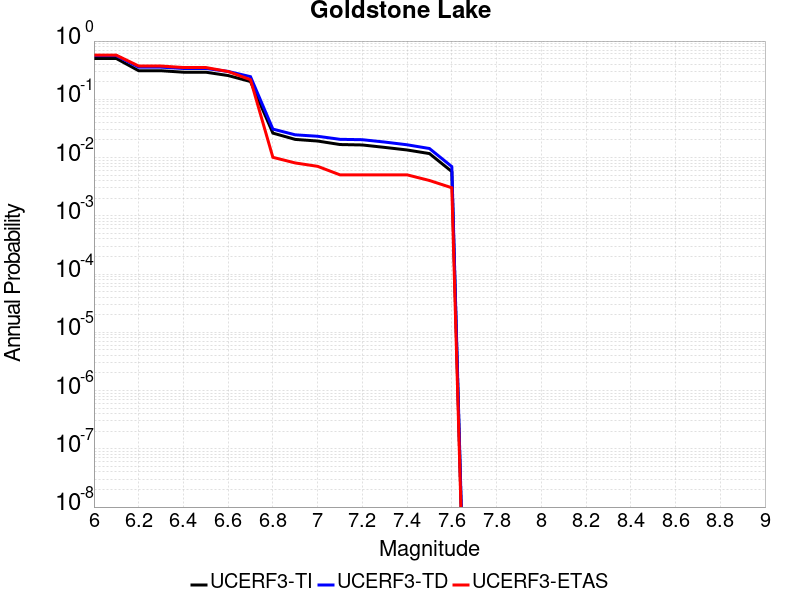 Goldstone Lake
10 0
10 -1
10 -2
10 -3
10 -4
10 -5
10 -6
10 -7
10 -8
Annual Probability
6 6.2 6.4 6.6 6.8 7 7.2 7.4 7.6 7.8 8 8.2 8.4 8.6 8.8 9
Magnitude
UCERF3-TI UCERF3-TD UCERF3-ETAS